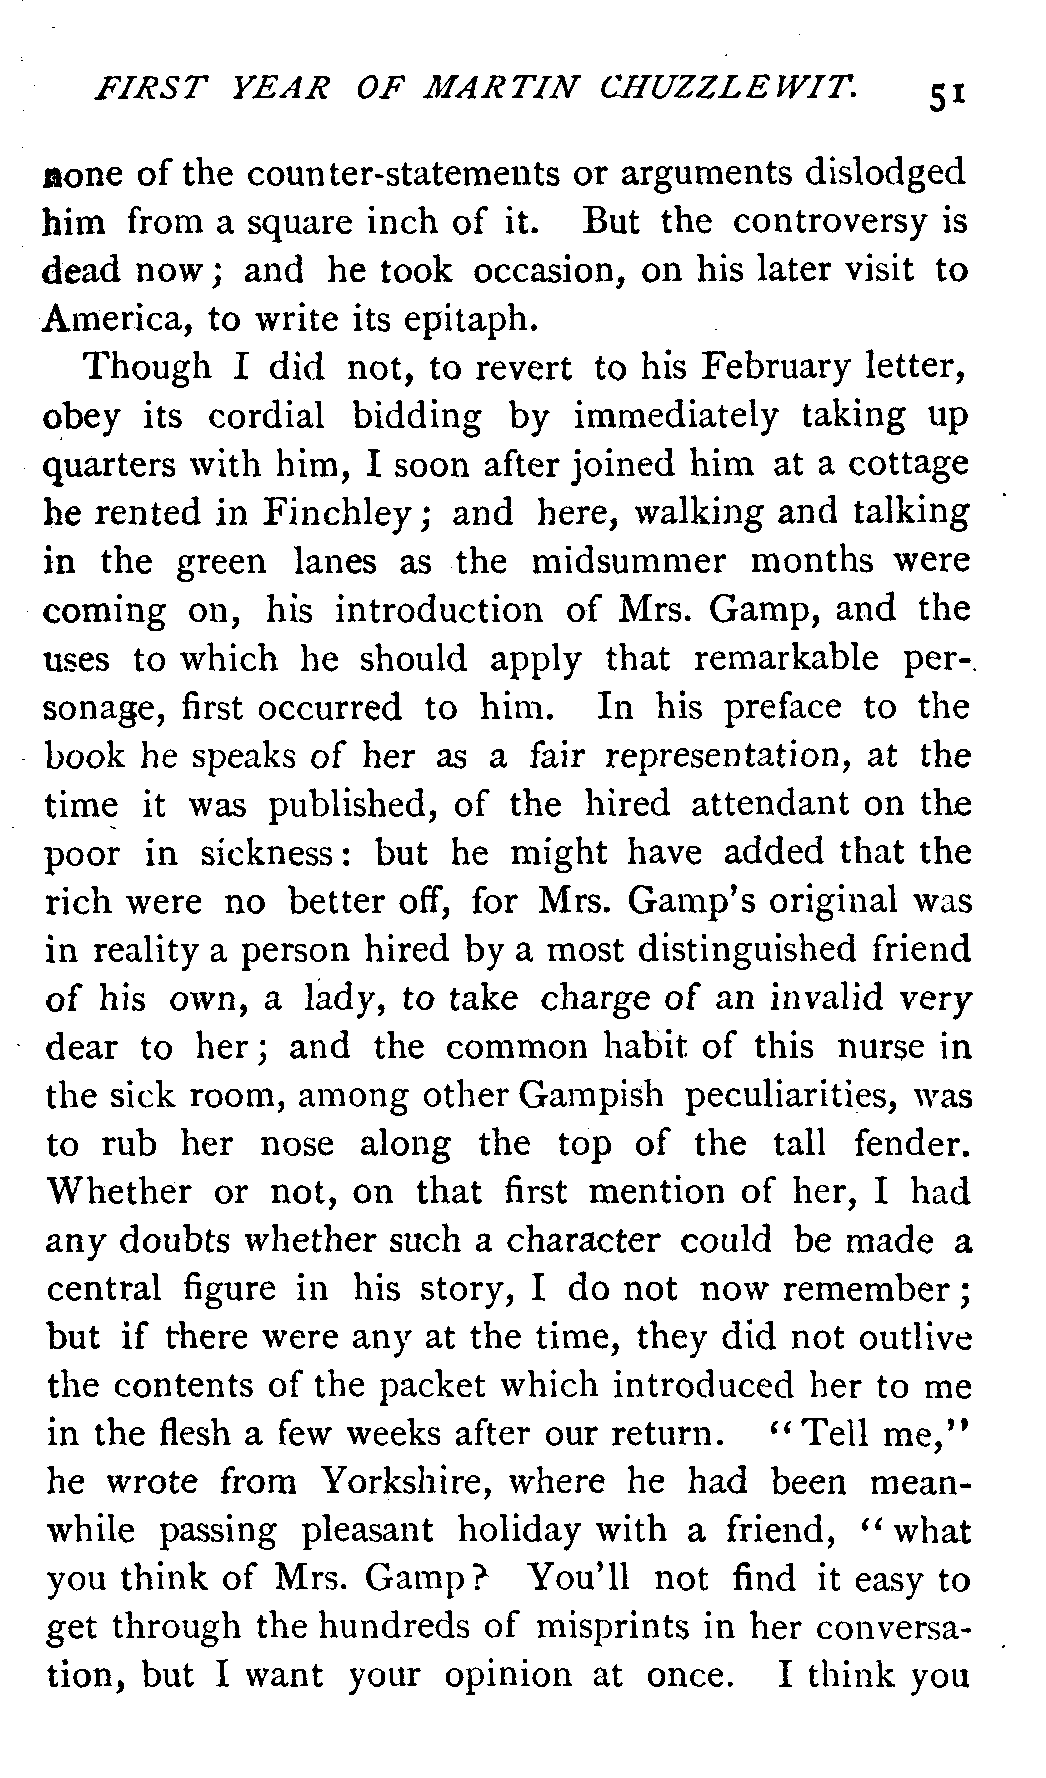 FIRST YEAR OF MARTIN CHUZZLEWIT. 51
none of the counter-statements or arguments dislodged
him from a square inch of it. But the controversy is
dead now; and he took occasion, on his later visit to
America, to write its epitaph.
Though I did not, to revert to his February letter,
obey its cordial bidding by immediately taking up
quarters with him, I soon after joined him at a cottage
he rented in Finchley; and here, walking and talking
in the green lanes as the midsummer months were
coming on, his introduction of Mrs. Gamp, and the
uses to which he should apply that remarkable per-
sonage, first occurred to him. In his preface to the
book he speaks of her as a fair representation, at the
time it was published, of the hired attendant on the
poor in sickness: but he might have added that the
rich were no better off, for Mrs. Gamp's original was
in reality a person hired by a most distinguished friend
of his own, a lady, to take charge of an invalid very
dear to her; and the common habit of this nurse in
the sick room, among other Gampish peculiarities, was
to rub her nose along the top of the tall fender.
Whether or not, on that first mention of her, I had
any doubts whether such a character could be made a
central figure in his story, I do not now remember;
but if there were any at the time, they did not outlive
the contents of the packet which introduced her to me
in the flesh a few weeks after our return. "Tell me,"
he wrote from Yorkshire, where he had been mean-
while passing pleasant holiday with a friend, "what
you think of Mrs. Gamp? You'll not find it easy to
get through the hundreds of misprints in her conversa-
tion, but I want your opinion at once. I think you